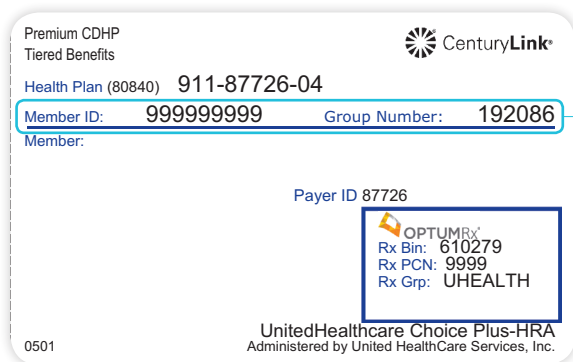 Premium CDHP
Tiered Benefits
CenturyLink®
Health Plan (80840) 911-87726-04
Member ID: 999999999 Group Number: 192086
Member:
Payer ID 87726
OPTUMRx®
Rx Bin: 610279
Rx PCN: 9999
Rx Grp: UHEALTH
UnitedHealthcare Choice Plus-HRA
0501 Administered by United HealthCare Services, Inc.